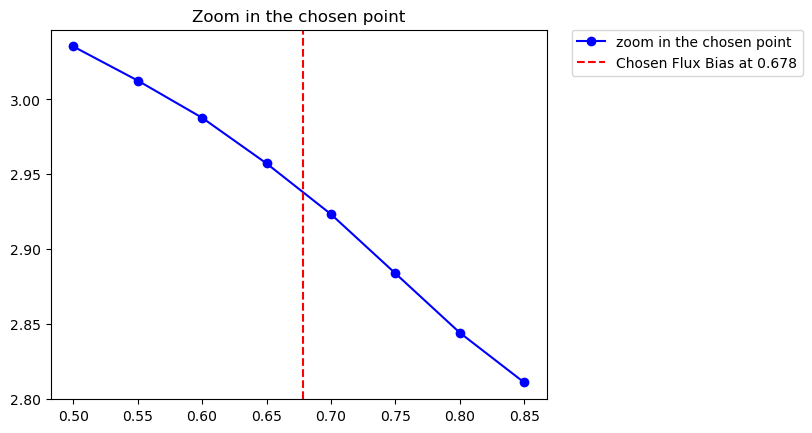 Zoom in the chosen point
zoom in the chosen point
Chosen Flux Bias at 0.678
3.00
2.95
2.90
2.85
2.80
0.50 0.55 0.60 0.65 0.70 0.75 0.80 0.85